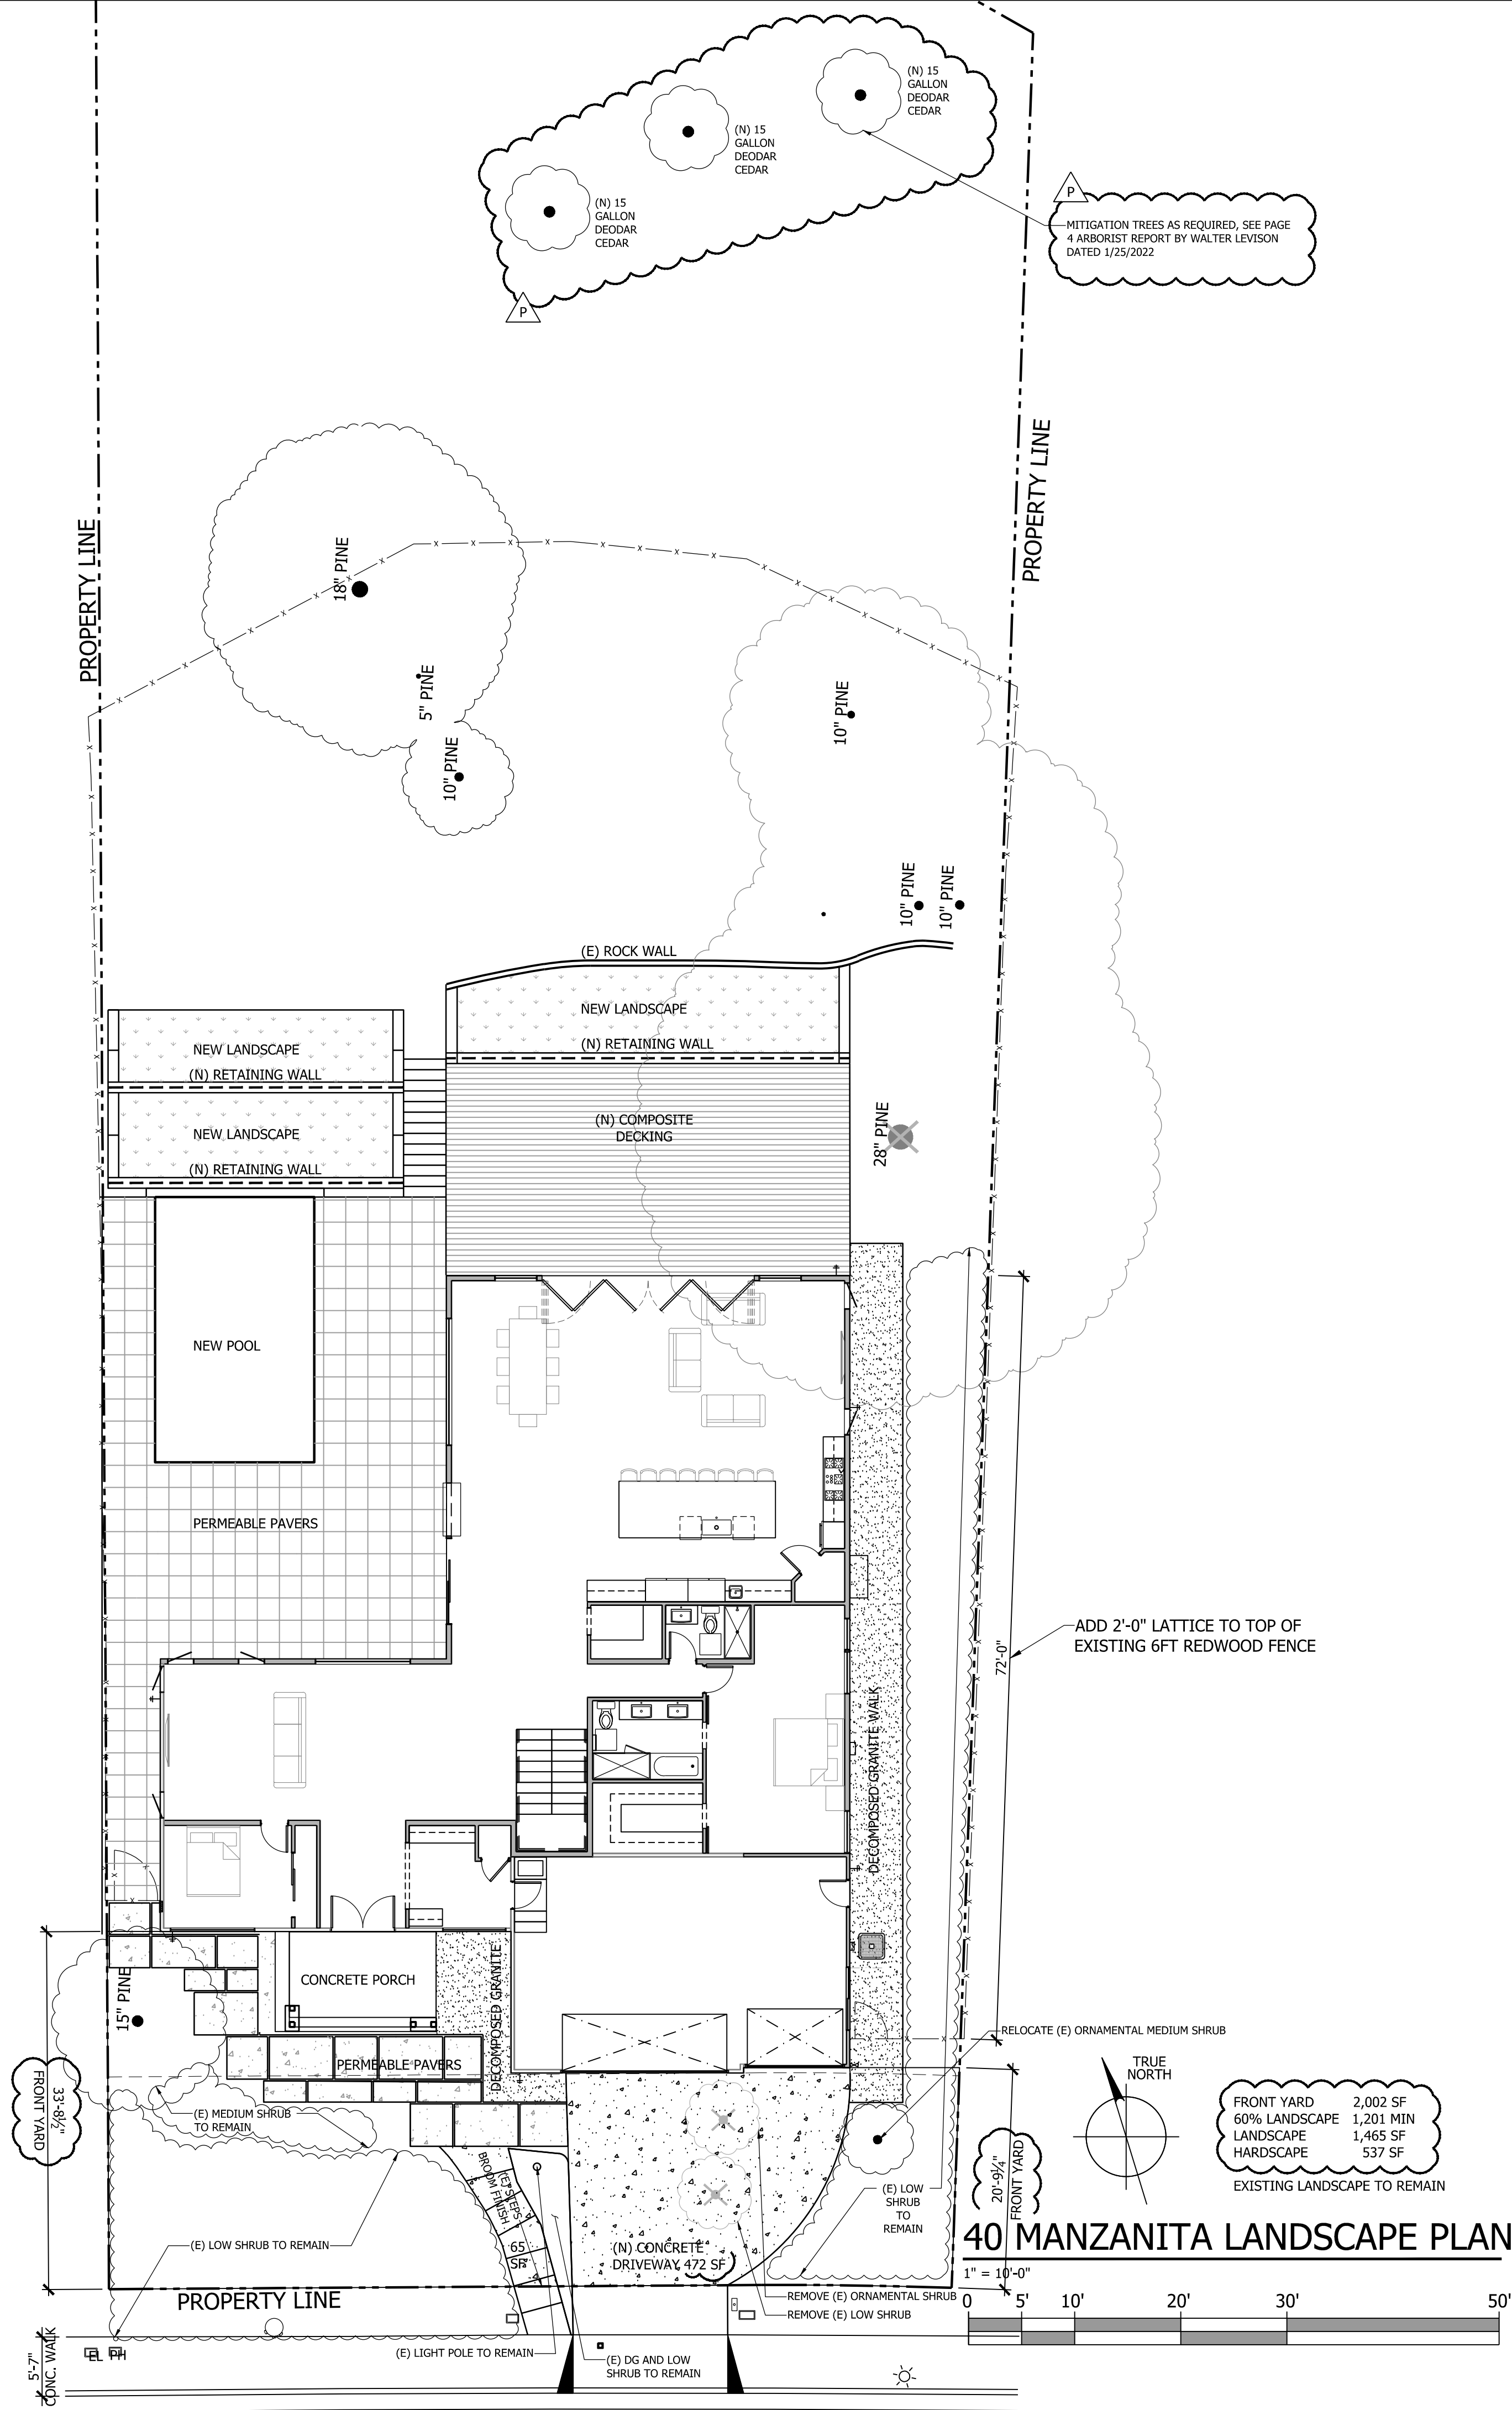 (N) 15
GALLON
DEODAR
CEDAR
(N) 15
GALLON
DEODAR
CEDAR
(N) 15
GALLON
DEODAR
CEDAR
P
MITIGATION TREES AS REQUIRED, SEE PAGE
4 ARBORIST REPORT BY WALTER LEVISON
DATED 1/25/2022
P
PROPERTY LINE
PROPERTY LINE
18" PINE
5" PINE
10" PINE
10" PINE
10" PINE
10" PINE
(E) ROCK WALL
NEW LANDSCAPE
(N) RETAINING WALL
NEW LANDSCAPE
(N) RETAINING WALL
NEW LANDSCAPE
(N) RETAINING WALL
(N) COMPOSITE
DECKING
28" PINE
NEW POOL
PERMEABLE PAVERS
72'-0"
ADD 2'-0" LATTICE TO TOP OF
EXISTING 6FT REDWOOD FENCE
DECOMPOSED GRANITE WALK
CONCRETE PORCH
DECOMPOSED GRANITE
15" PINE
PERMEABLE PAVERS
RELOCATE (E) ORNAMENTAL MEDIUM SHRUB
33'-8½"
FRONT YARD
(E) MEDIUM SHRUB
TO REMAIN
(E) STEPS
BROOM FINISH
65
SF
(E) LOW
SHRUB
TO
REMAIN
20'-9¼"
FRONT YARD
TRUE
NORTH
FRONT YARD 2,002 SF
60% LANDSCAPE 1,201 MIN
LANDSCAPE 1,465 SF
HARDSCAPE 537 SF
EXISTING LANDSCAPE TO REMAIN
(E) LOW SHRUB TO REMAIN
(N) CONCRETE
DRIVEWAY 472 SF
40 MANZANITA LANDSCAPE PLAN
1" = 10'-0"
0 5' 10' 20' 30' 50'
PROPERTY LINE
REMOVE (E) ORNAMENTAL SHRUB
REMOVE (E) LOW SHRUB
(E) LIGHT POLE TO REMAIN
(E) DG AND LOW
SHRUB TO REMAIN
EL PH
5'-7"
CONC. WALK